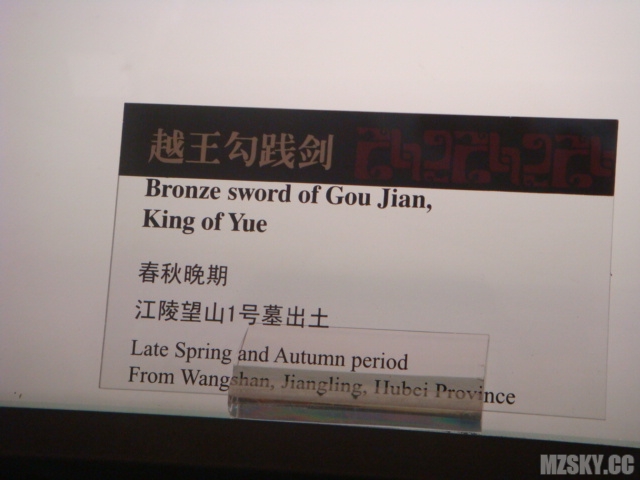 越王勾践剑
Bronze sword of Gou Jian,
King of Yue
春秋晚期
江陵望山1号墓出土
Late Spring and Autumn period
From Wangshan, Jiangling, Hubei Province
MZSKY.CC